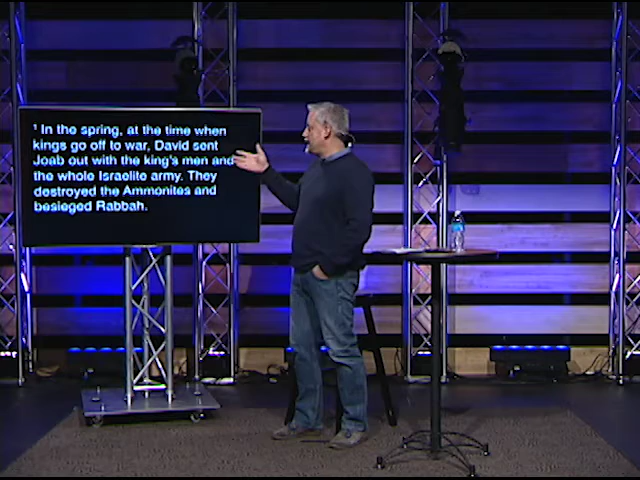 ¹ In the spring, at the time when
kings go off to war, David sent
Joab out with the king's men and
the whole Israelite army. They
destroyed the Ammonites and
besieged Rabbah.